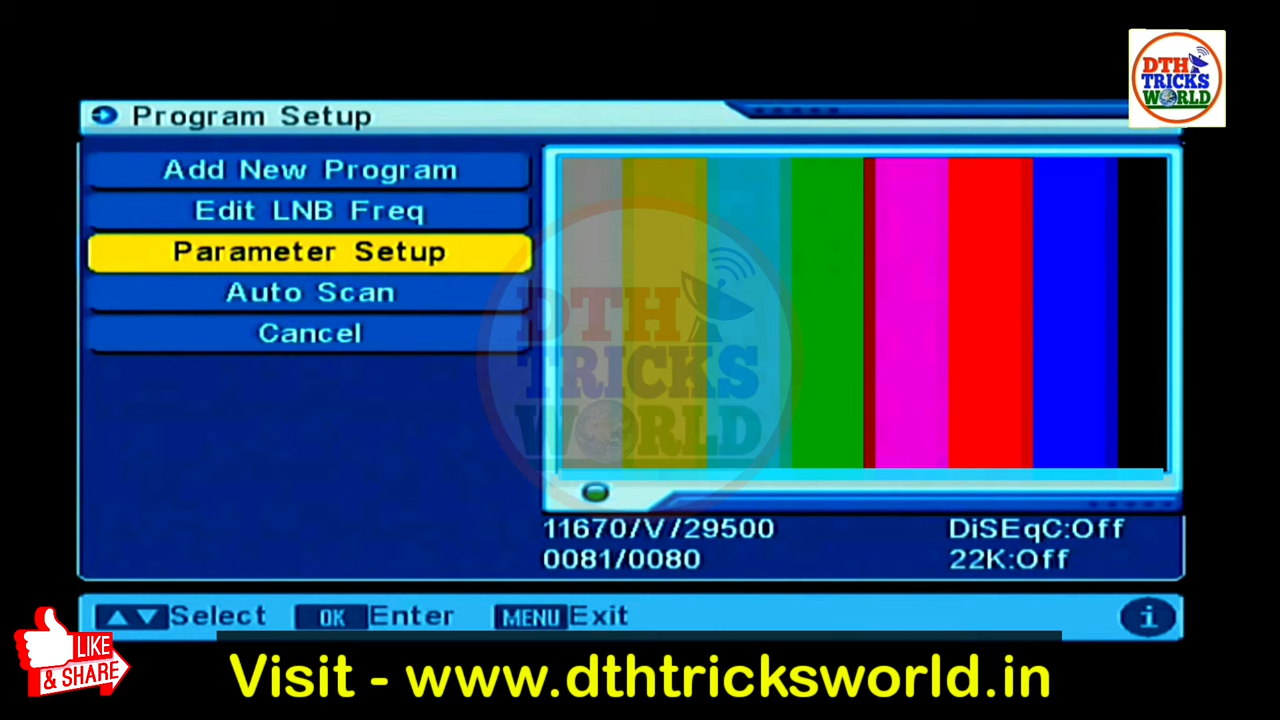 DTH
TRICKS
WORLD
Program Setup
Add New Program
Edit LNB Freq
Parameter Setup
Auto Scan
Cancel
DTH
TRICKS
WORLD
11670/V/29500
DiSEqC:Off
0081/0080
22K:Off
▲▼ Select OK Enter MENU Exit i
LIKE
& SHARE
Visit - www.dthtricksworld.in